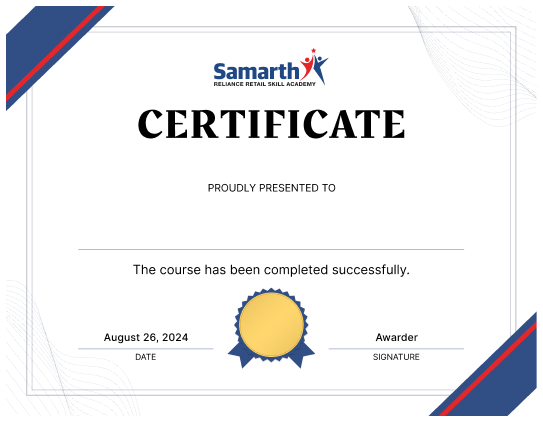 Samarth
RELIANCE RETAIL SKILL ACADEMY
CERTIFICATE
PROUDLY PRESENTED TO
The course has been completed successfully.
August 26, 2024
DATE
Awarder
SIGNATURE